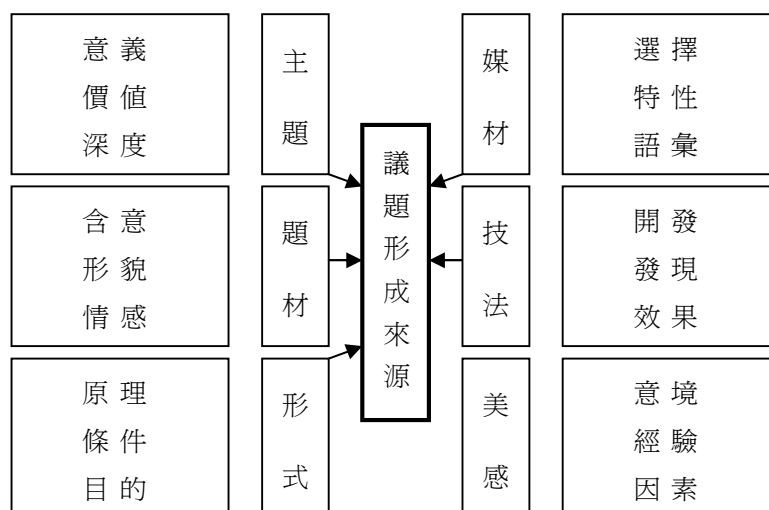 意義
價值
深度
主題
議題形成來源
媒材
選擇
特性
語彙
含意
形貌
情感
題材
技法
開發
發現
效果
原理
條件
目的
形式
美感
意境
經驗
因素